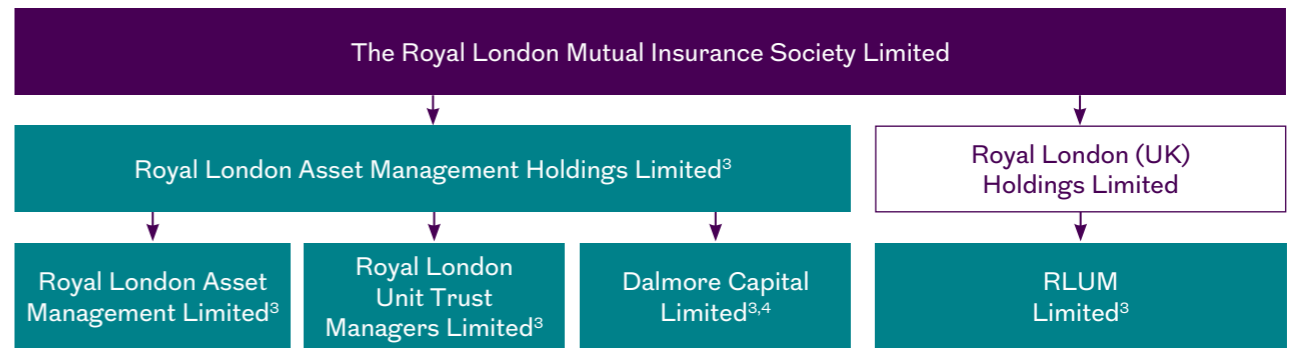 The Royal London Mutual Insurance Society Limited
Royal London Asset Management Holdings Limited³
Royal London (UK)
Holdings Limited
Royal London Asset
Management Limited³
Royal London
Unit Trust
Managers Limited³
Dalmore Capital
Limited³,⁴
RLUM
Limited³